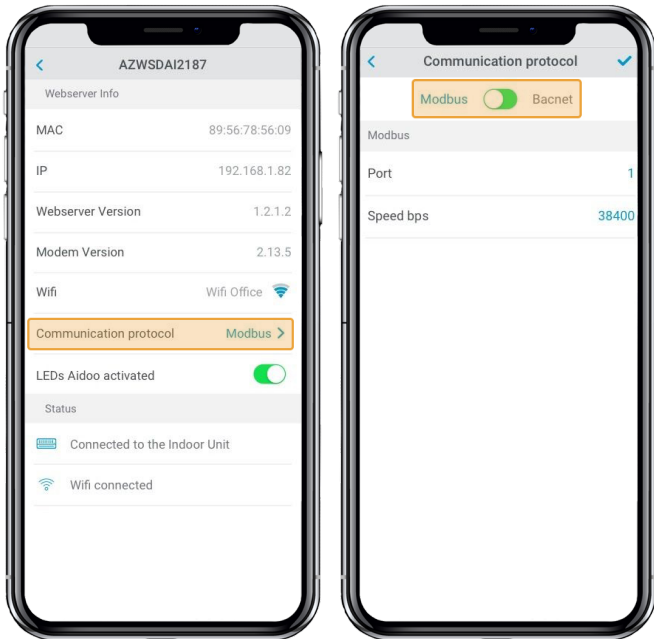 AZWSDAI2187
Webserver Info
MAC 89:56:78:56:09
IP 192.168.1.82
Webserver Version 1.2.1.2
Modem Version 2.13.5
Wifi Wifi Office
Communication protocol Modbus
LEDs Aidoo activated
Status
Connected to the Indoor Unit
Wifi connected
Communication protocol
Modbus Bacnet
Modbus
Port 1
Speed bps 38400